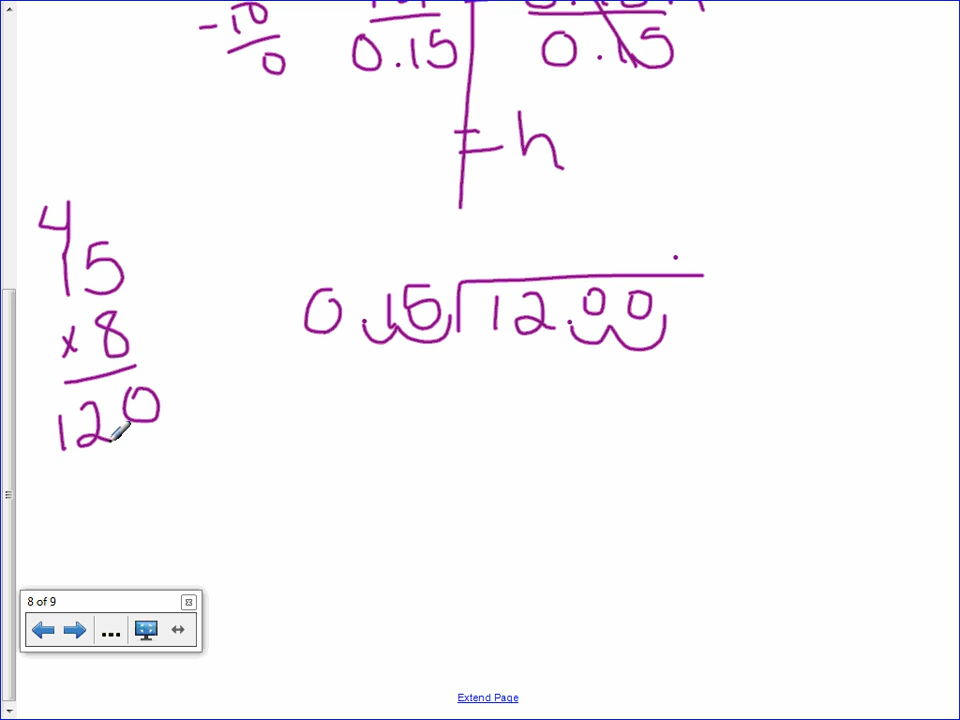 -10
0
0.15
0.15
= h
4
15
x 8
120
.
0.15 12.00
8 of 9
...
Extend Page